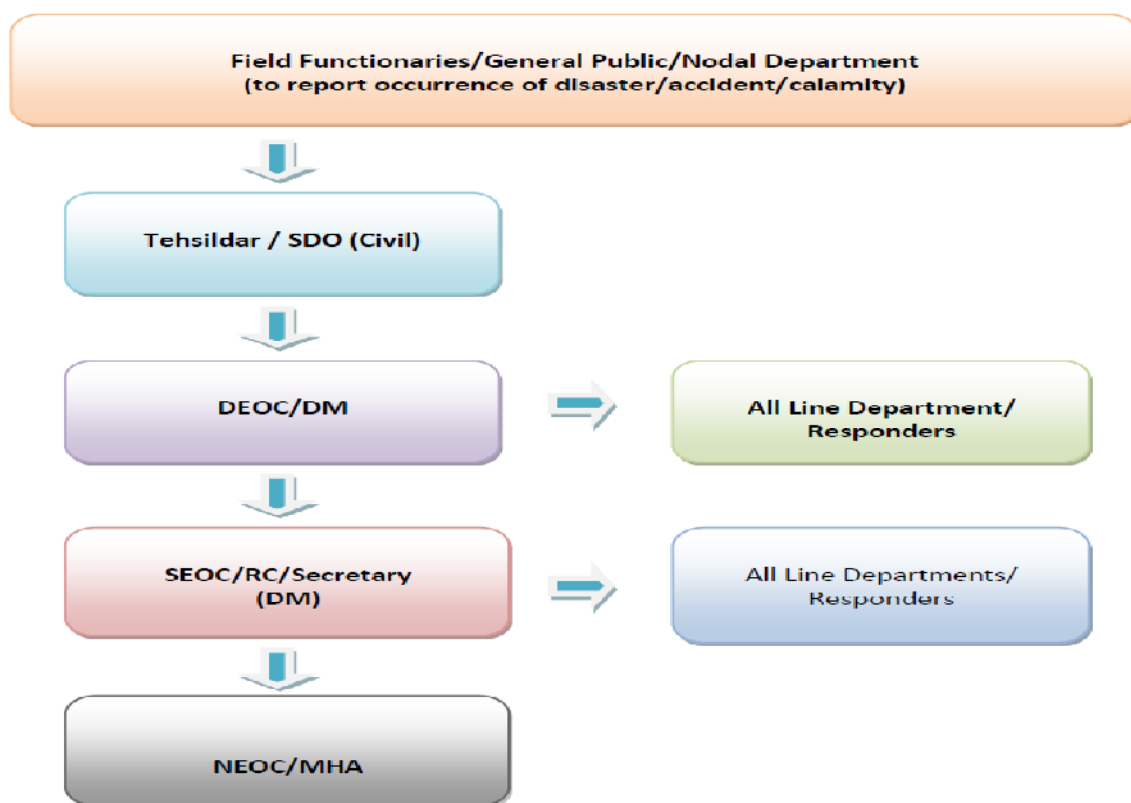 Field Functionaries/General Public/Nodal Department
(to report occurrence of disaster/accident/calamity)
Tehsildar / SDO (Civil)
DEOC/DM
All Line Department/
Responders
SEOC/RC/Secretary
(DM)
All Line Departments/
Responders
NEOC/MHA